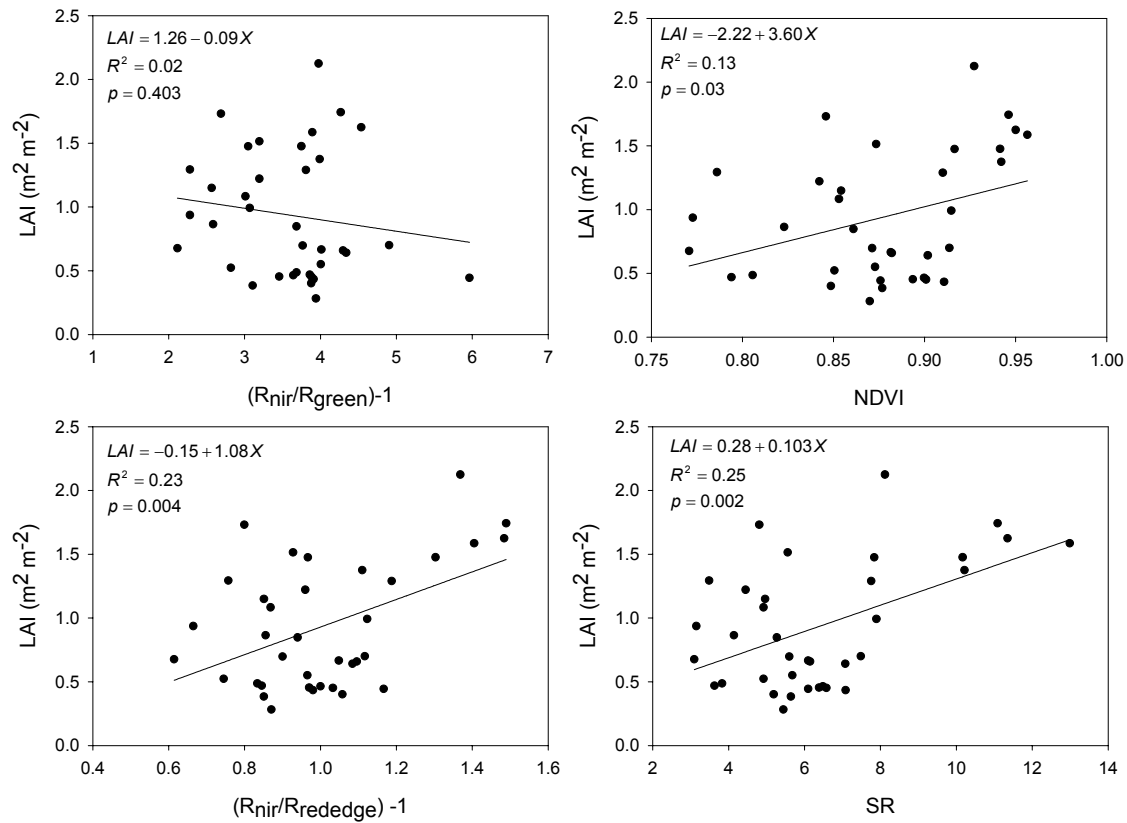 LAI = 1.26 − 0.09X
R² = 0.02
p = 0.403
2.5
2.0
1.5
1.0
0.5
0.0
LAI (m² m⁻²)
1 2 3 4 5 6 7
(Rnir/Rgreen)-1
LAI = −2.22 + 3.60X
R² = 0.13
p = 0.03
2.5
2.0
1.5
1.0
0.5
0.0
LAI (m² m⁻²)
0.75 0.80 0.85 0.90 0.95 1.00
NDVI
LAI = −0.15 + 1.08X
R² = 0.23
p = 0.004
2.5
2.0
1.5
1.0
0.5
0.0
LAI (m² m⁻²)
0.4 0.6 0.8 1.0 1.2 1.4 1.6
(Rnir/Rrededge) -1
LAI = 0.28 + 0.103X
R² = 0.25
p = 0.002
2.5
2.0
1.5
1.0
0.5
0.0
LAI (m² m⁻²)
2 4 6 8 10 12 14
SR